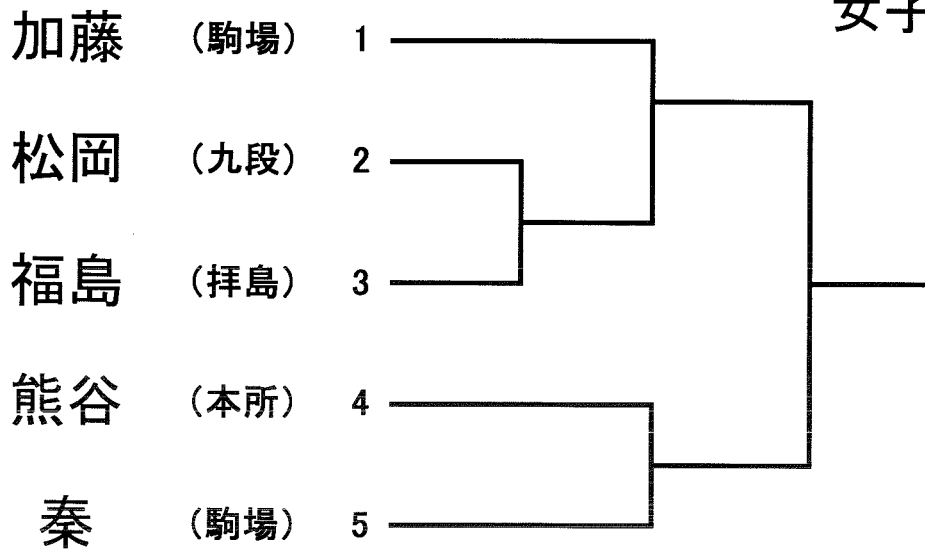 女子
加藤 (駒場) 1
松岡 (九段) 2
福島 (拝島) 3
熊谷 (本所) 4
秦 (駒場) 5